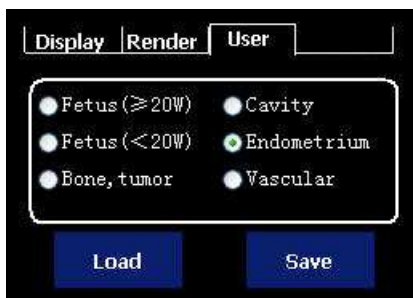 Display Render User
Fetus(≥20W) Cavity
Fetus(<20W) Endometrium
Bone,tumor Vascular
Load Save